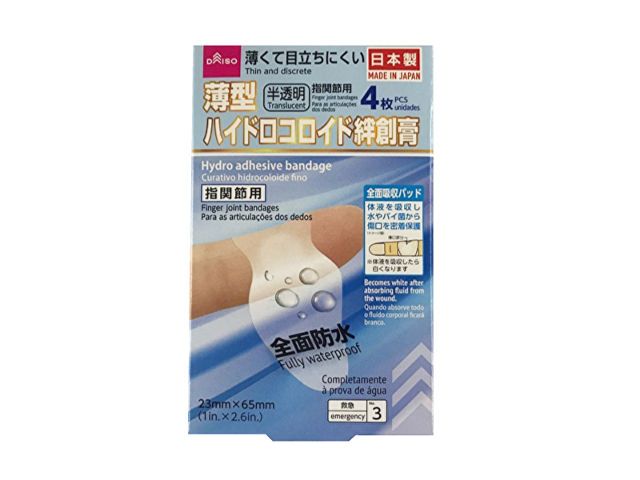 DAISO
薄くて目立ちにくい
Thin and discrete
日本製
MADE IN JAPAN
薄型
半透明
Translucent
指関節用
Finger joint bandages
Para as articulações
dos dedos
4枚 PCS
unidades
ハイドロコロイド絆創膏
Hydro adhesive bandage
Curativo hidrocoloide fino
指関節用
Finger joint bandages
Para as articulações dos dedos
全面吸収パッド
体液を吸収し
水やバイ菌から
傷口を密着保護
※体液を吸収したら
白くなります
Becomes white after
absorbing fluid from
the wound.
Quando absorve todo
o fluido corporal ficará
branco.
全面防水
Fully waterproof
Completamente
à prova de água
23mm×65mm
(1in.×2.6in.)
救急
emergency
No.
3